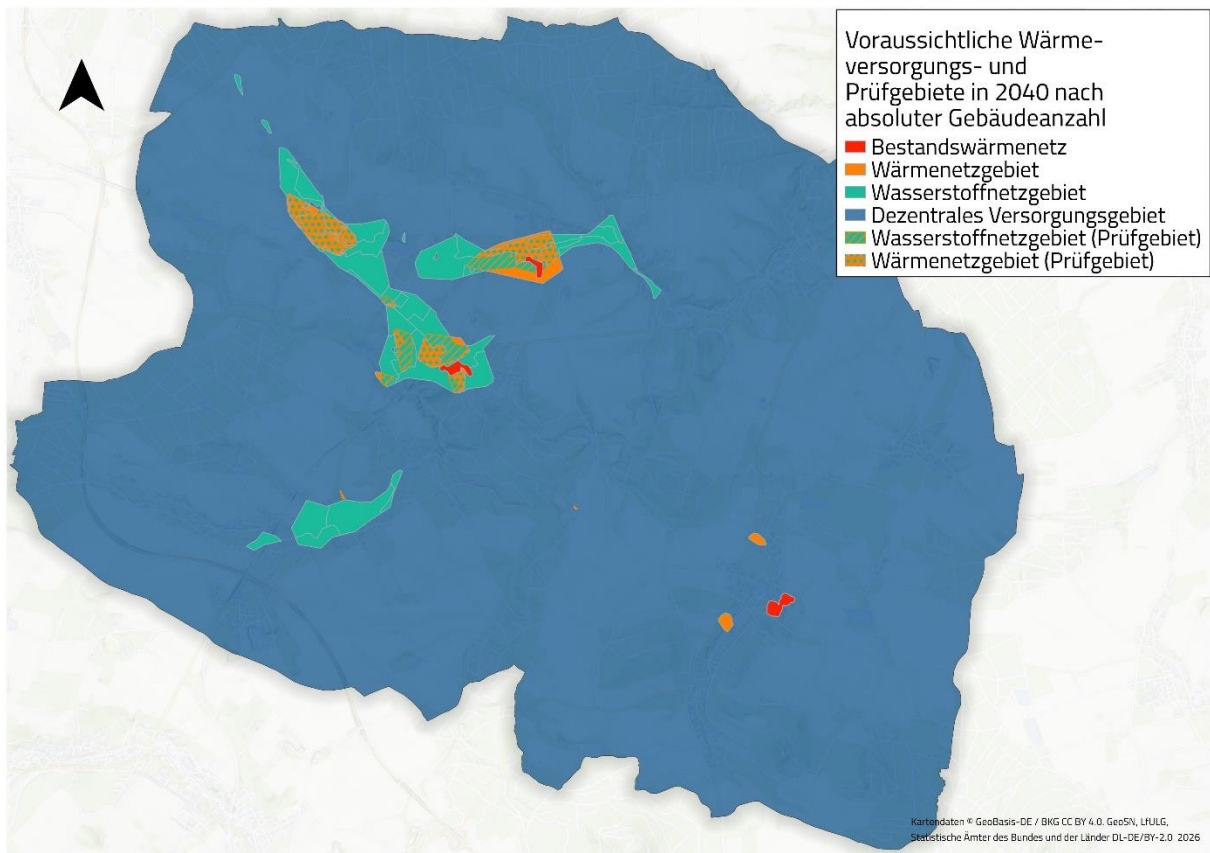 Voraussichtliche Wärme-
versorgungs- und
Prüfgebiete in 2040 nach
absoluter Gebäudeanzahl
Bestandswärmenetz
Wärmenetzgebiet
Wasserstoffnetzgebiet
Dezentrales Versorgungsgebiet
Wasserstoffnetzgebiet (Prüfgebiet)
Wärmenetzgebiet (Prüfgebiet)
Kartendaten © GeoBasis-DE / BKG CC BY 4.0. GeoSN, LfULG,
Statistische Ämter des Bundes und der Länder DL-DE/BY-2.0 2026